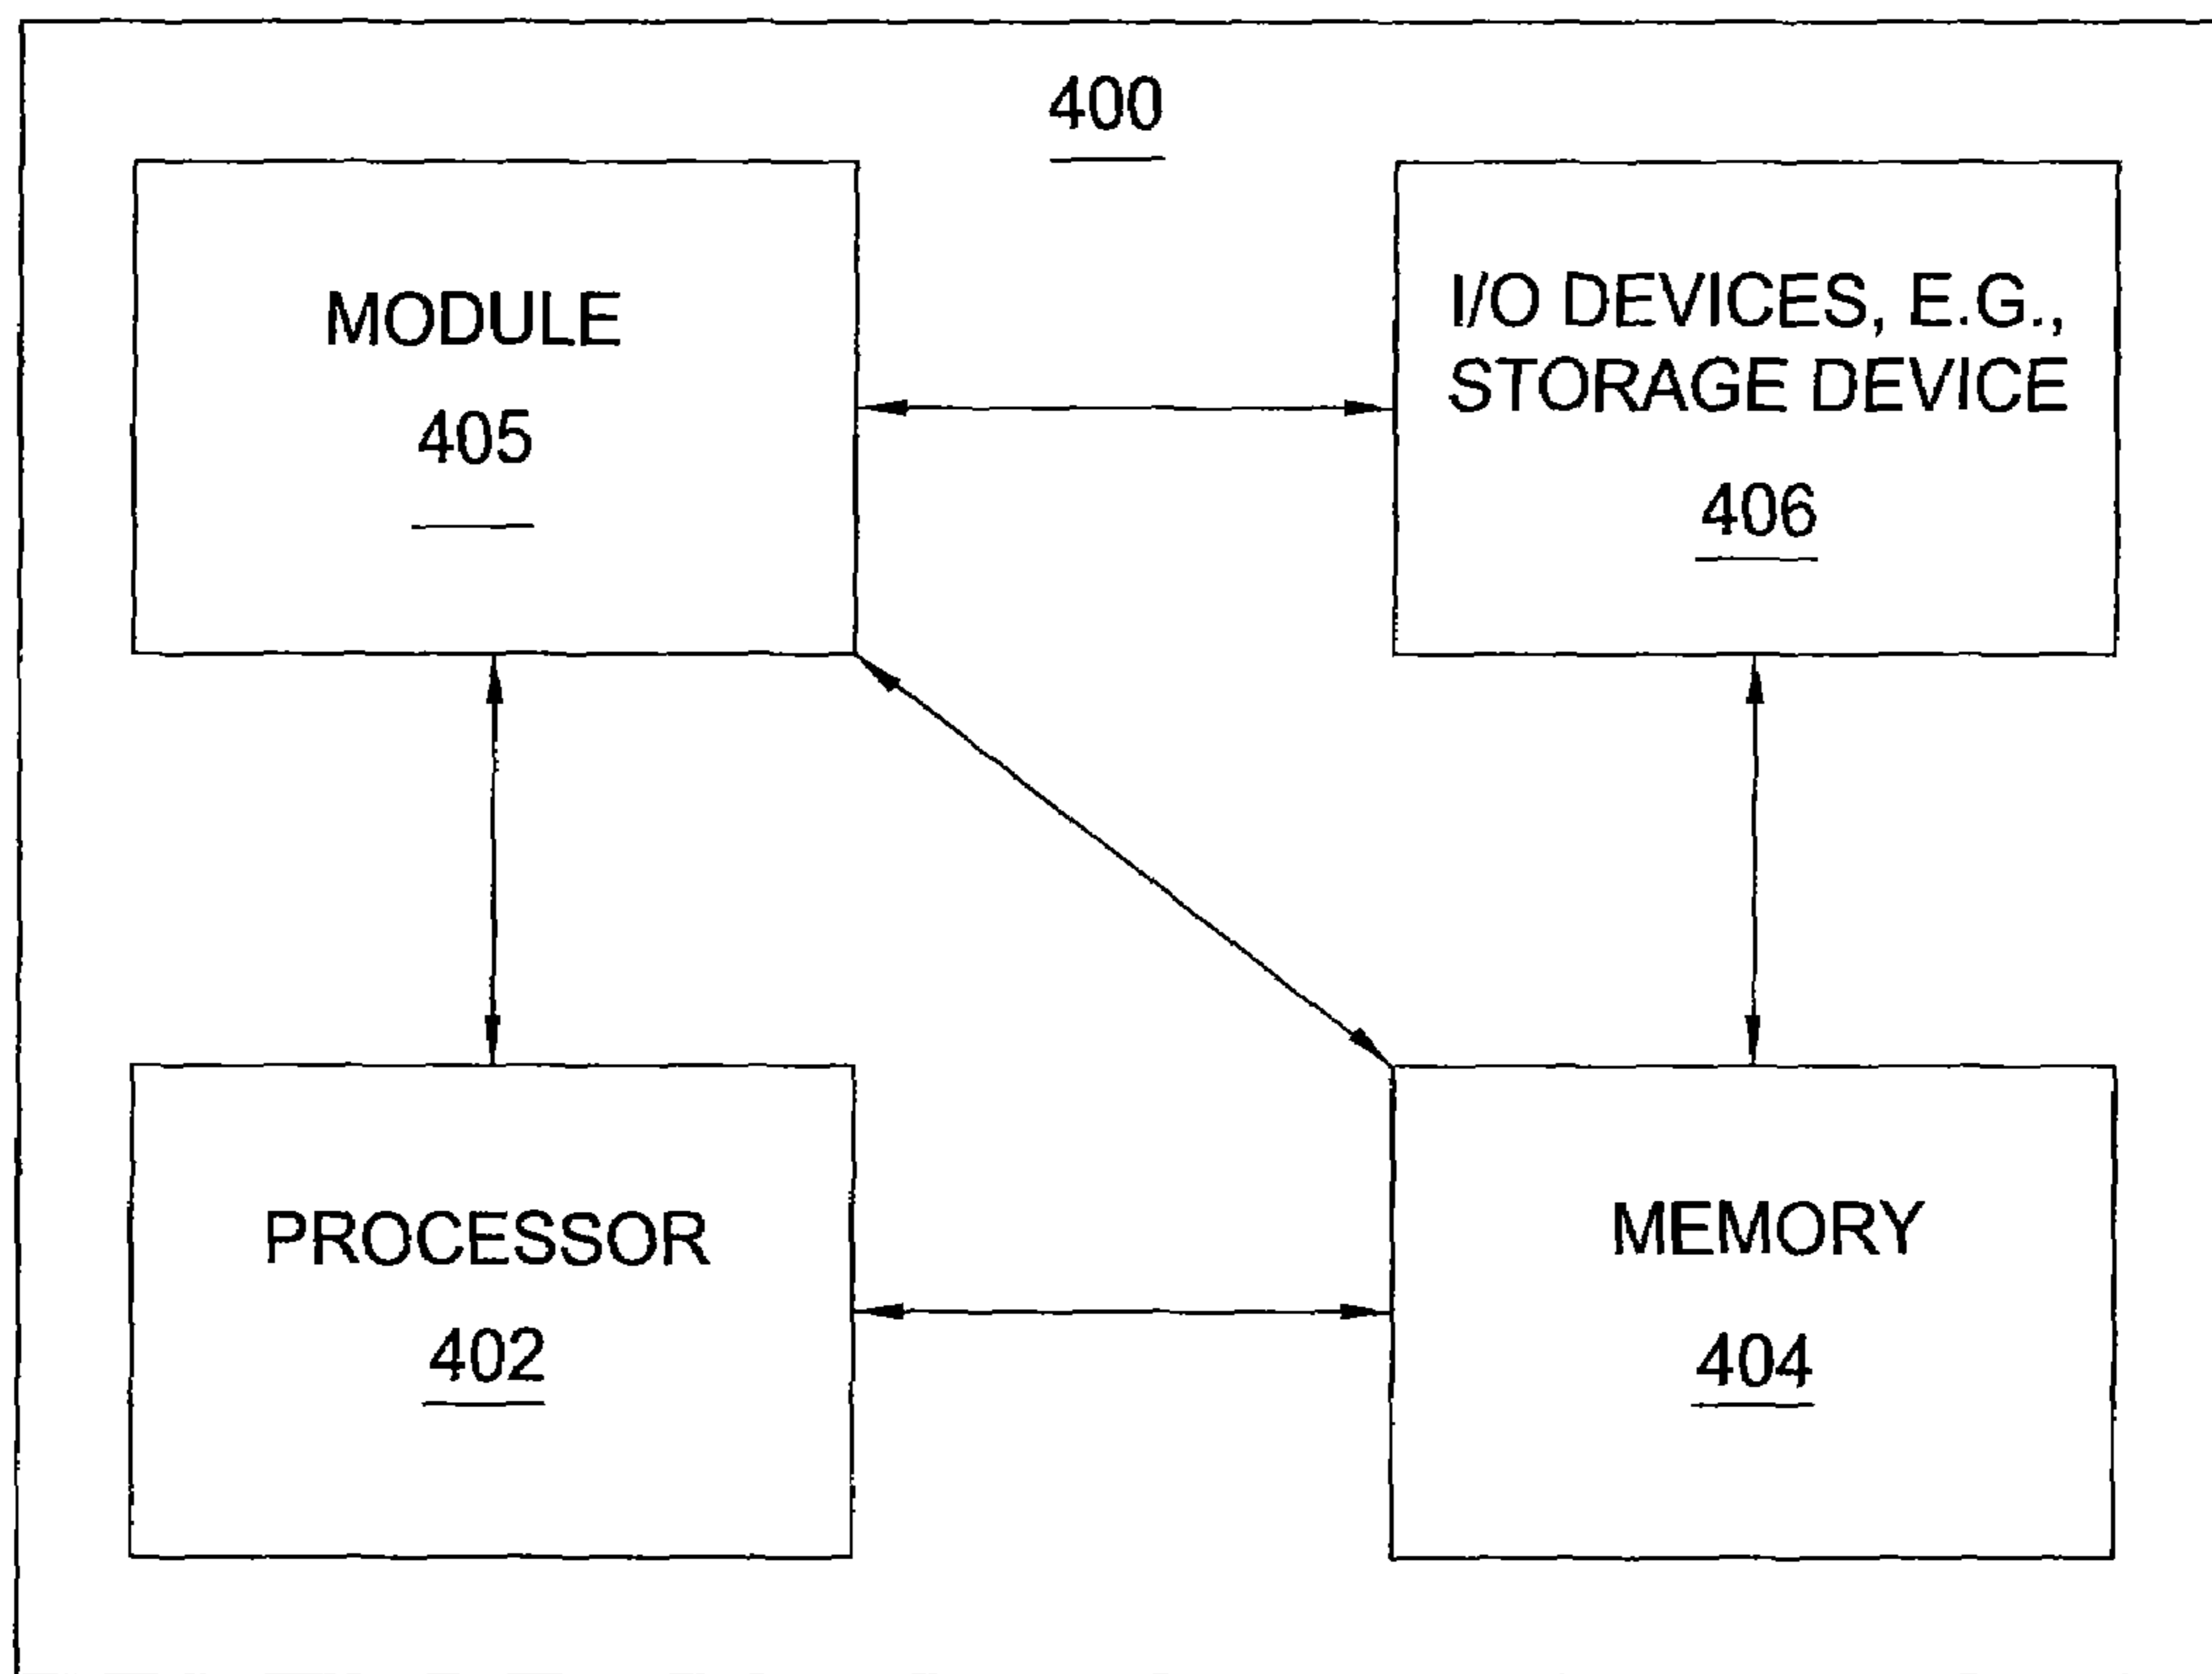 400
MODULE
405
I/O DEVICES, E.G.,
STORAGE DEVICE
406
PROCESSOR
402
MEMORY
404